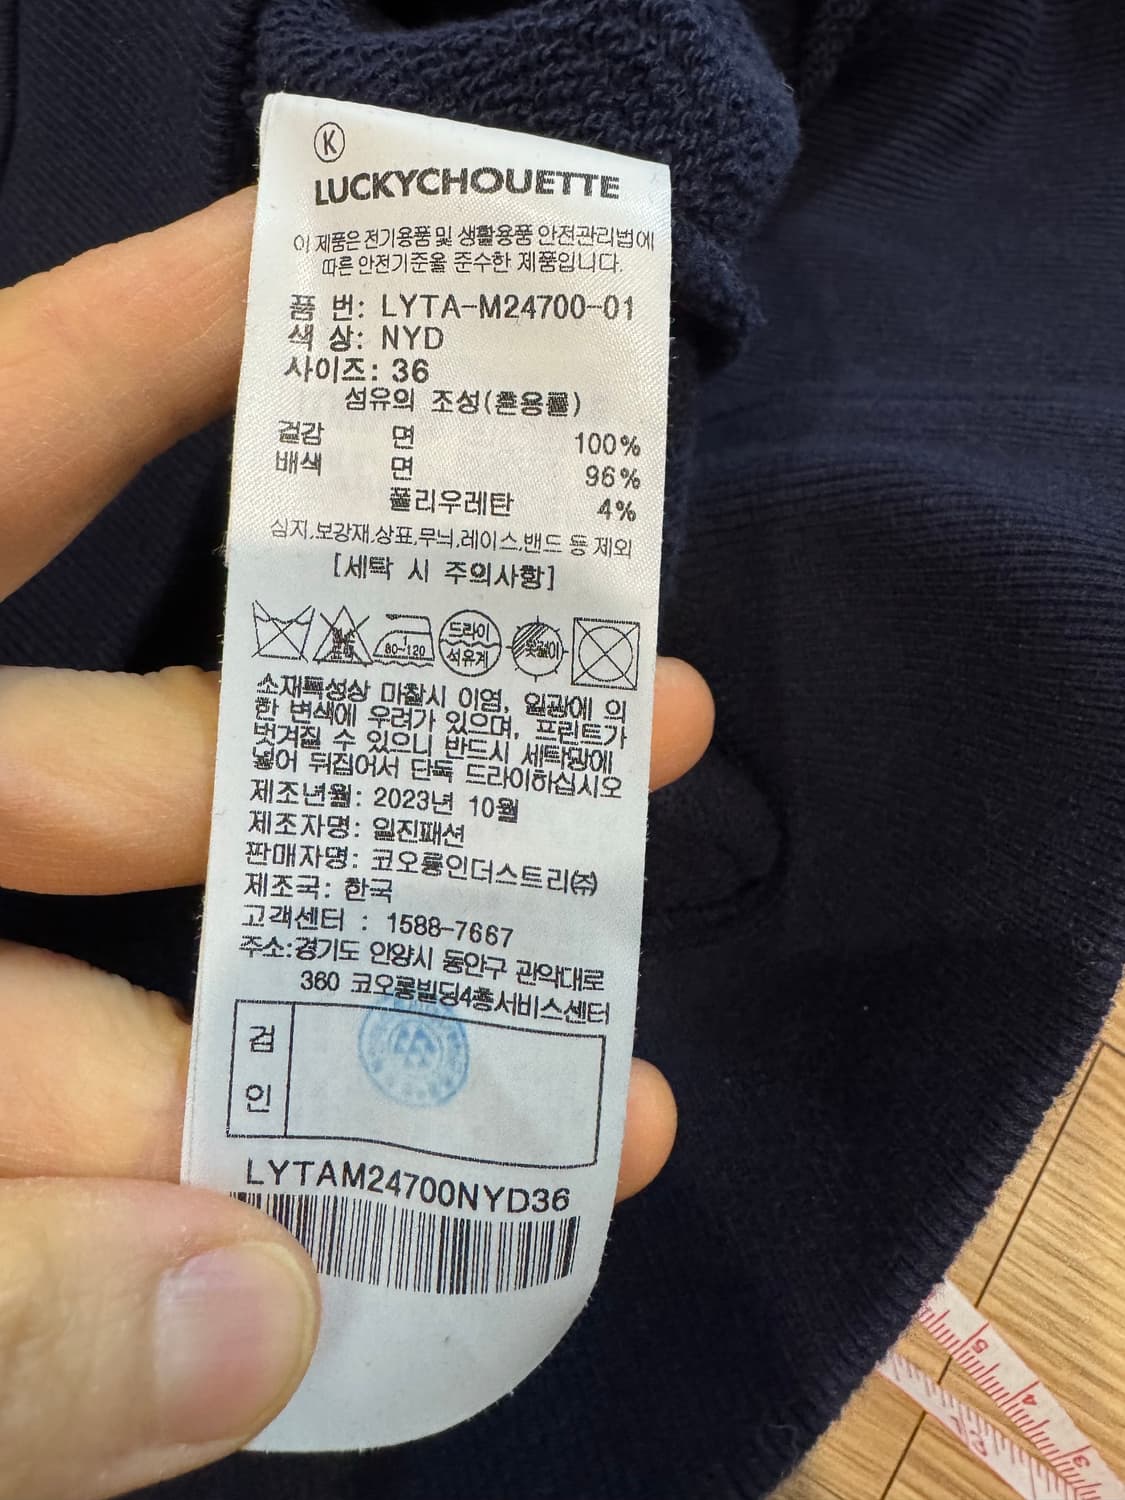 K
LUCKYCHOUETTE
이 제품은 전기용품 및 생활용품 안전관리법에
따른 안전기준을 준수한 제품입니다.
품 번: LYTA-M24700-01
색 상: NYD
사이즈: 36
섬유의 조성(혼용률)
겉감 면 100%
배색 면 96%
폴리우레탄 4%
심지,보강재,상표,무늬,레이스,밴드 등 제외
[세탁 시 주의사항]
80~120 드라이 석유계 옷걸이
소재특성상 마찰시 이염, 일광에 의
한 변색에 우려가 있으며, 프린트가
벗겨질 수 있으니 반드시 세탁망에
넣어 뒤집어서 단독 드라이하십시오
제조년월: 2023년 10월
제조자명: 일진패션
판매자명: 코오롱인더스트리㈜
제조국: 한국
고객센터 : 1588-7667
주소:경기도 안양시 동안구 관악대로
360 코오롱빌딩4층서비스센터
검
인
LYTAM24700NYD36
5
4
3